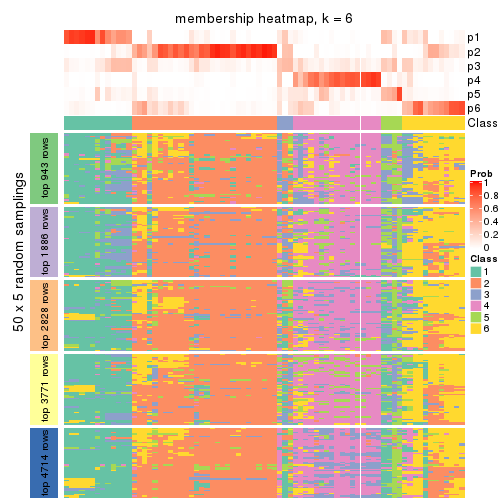 membership heatmap, k = 6
p1
p2
p3
p4
p5
p6
Class
50 x 5 random samplings
top 943 rows
top 1886 rows
top 2828 rows
top 3771 rows
top 4714 rows
Prob
0.8
0.6
0.4
0.2
0
Class
1
2
3
4
5
6